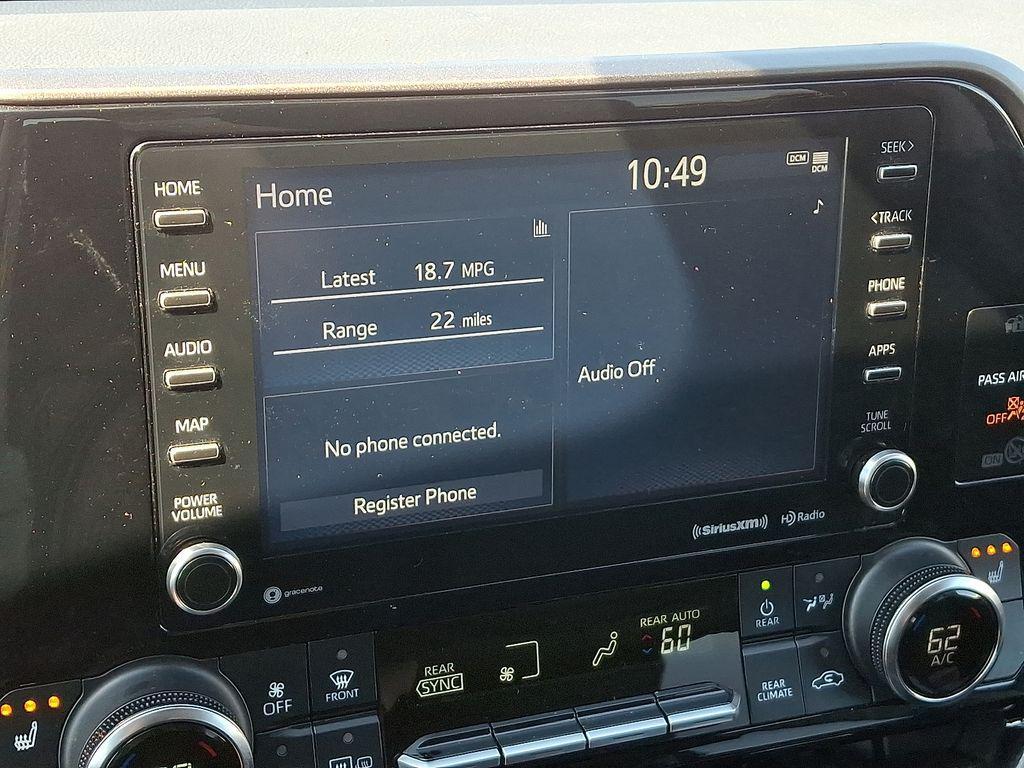 HOME
MENU
AUDIO
MAP
POWER
VOLUME
Home
10:49
DCM
DCM
Latest 18.7 MPG
Range 22 miles
No phone connected.
Register Phone
Audio Off
SEEK>
<TRACK
PHONE
APPS
TUNE
SCROLL
PASS AIR
OFF
ON
gracenote
((SiriusXM))
HD Radio
OFF
FRONT
REAR
SYNC
REAR AUTO
60
REAR
REAR
CLIMATE
62
A/C